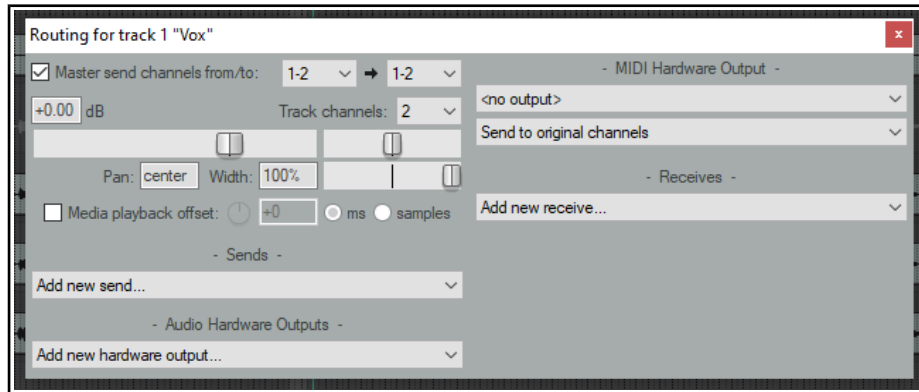 Routing for track 1 "Vox"
x
Master send channels from/to: 1-2 1-2
+0.00 dB Track channels: 2
Pan: center Width: 100%
Media playback offset: +0 ms samples
- Sends -
Add new send...
- Audio Hardware Outputs -
Add new hardware output...
- MIDI Hardware Output -
<no output>
Send to original channels
- Receives -
Add new receive...